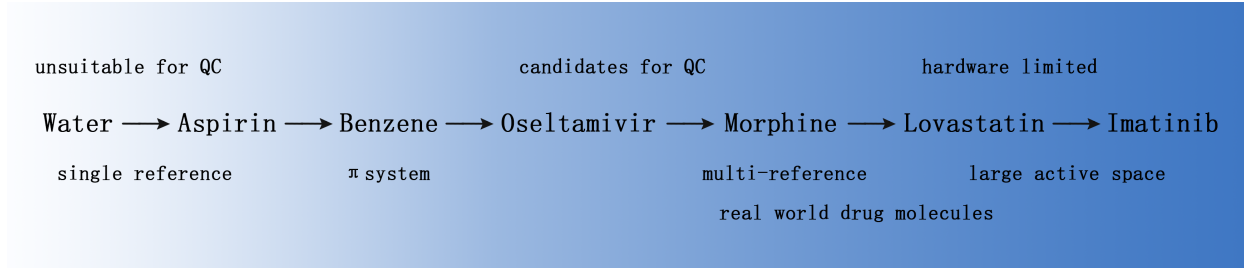 unsuitable for QC candidates for QC hardware limited
Water → Aspirin → Benzene → Oseltamivir → Morphine → Lovastatin → Imatinib
single reference π system multi-reference large active space
real world drug molecules